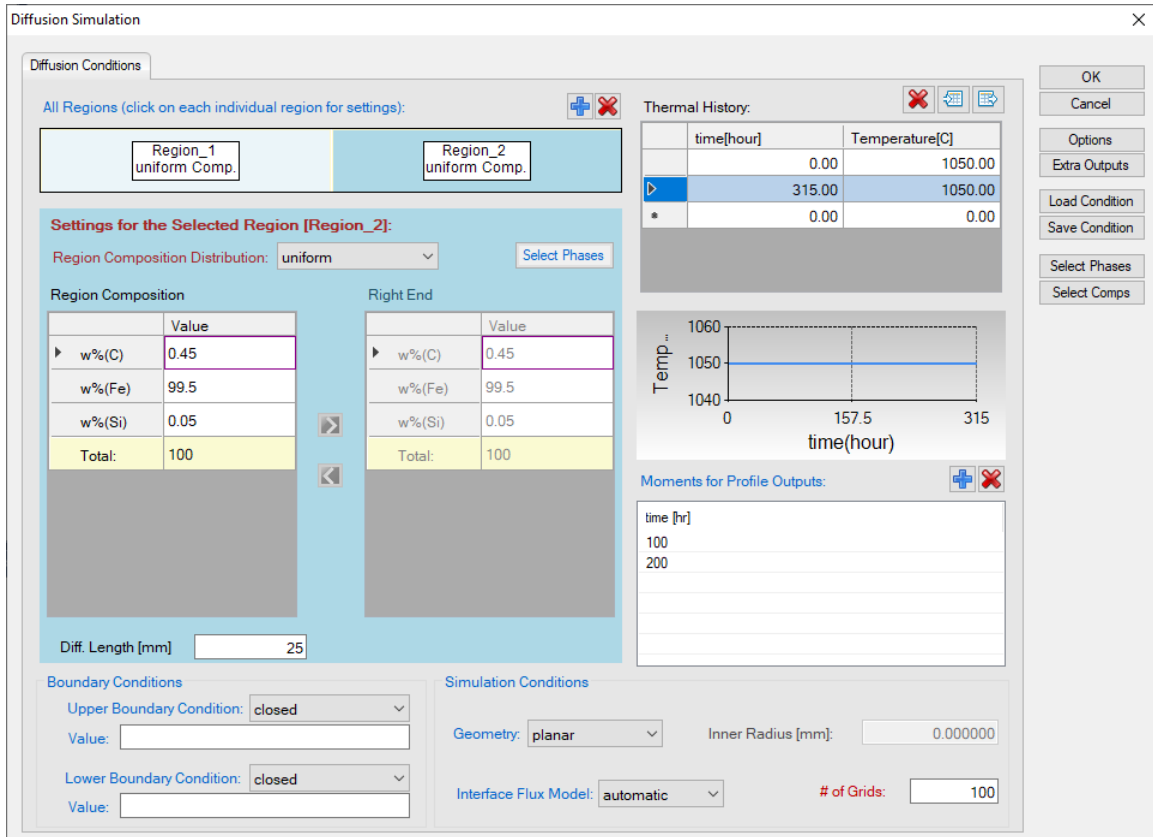 Diffusion Simulation
Diffusion Conditions
All Regions (click on each individual region for settings):
Region_1
uniform Comp.
Region_2
uniform Comp.
Settings for the Selected Region [Region_2]:
Region Composition Distribution: uniform
Select Phases
Region Composition
Value
w%(C) 0.45
w%(Fe) 99.5
w%(Si) 0.05
Total: 100
Right End
Value
w%(C) 0.45
w%(Fe) 99.5
w%(Si) 0.05
Total: 100
Diff. Length [mm] 25
Thermal History:
time[hour] Temperature[C]
0.00 1050.00
315.00 1050.00
* 0.00 0.00
Temp...
1060
1050
1040
0 157.5 315
time(hour)
Moments for Profile Outputs:
time [hr]
100
200
Boundary Conditions
Upper Boundary Condition: closed
Value:
Lower Boundary Condition: closed
Value:
Simulation Conditions
Geometry: planar
Inner Radius [mm]: 0.000000
Interface Flux Model: automatic
# of Grids: 100
OK
Cancel
Options
Extra Outputs
Load Condition
Save Condition
Select Phases
Select Comps